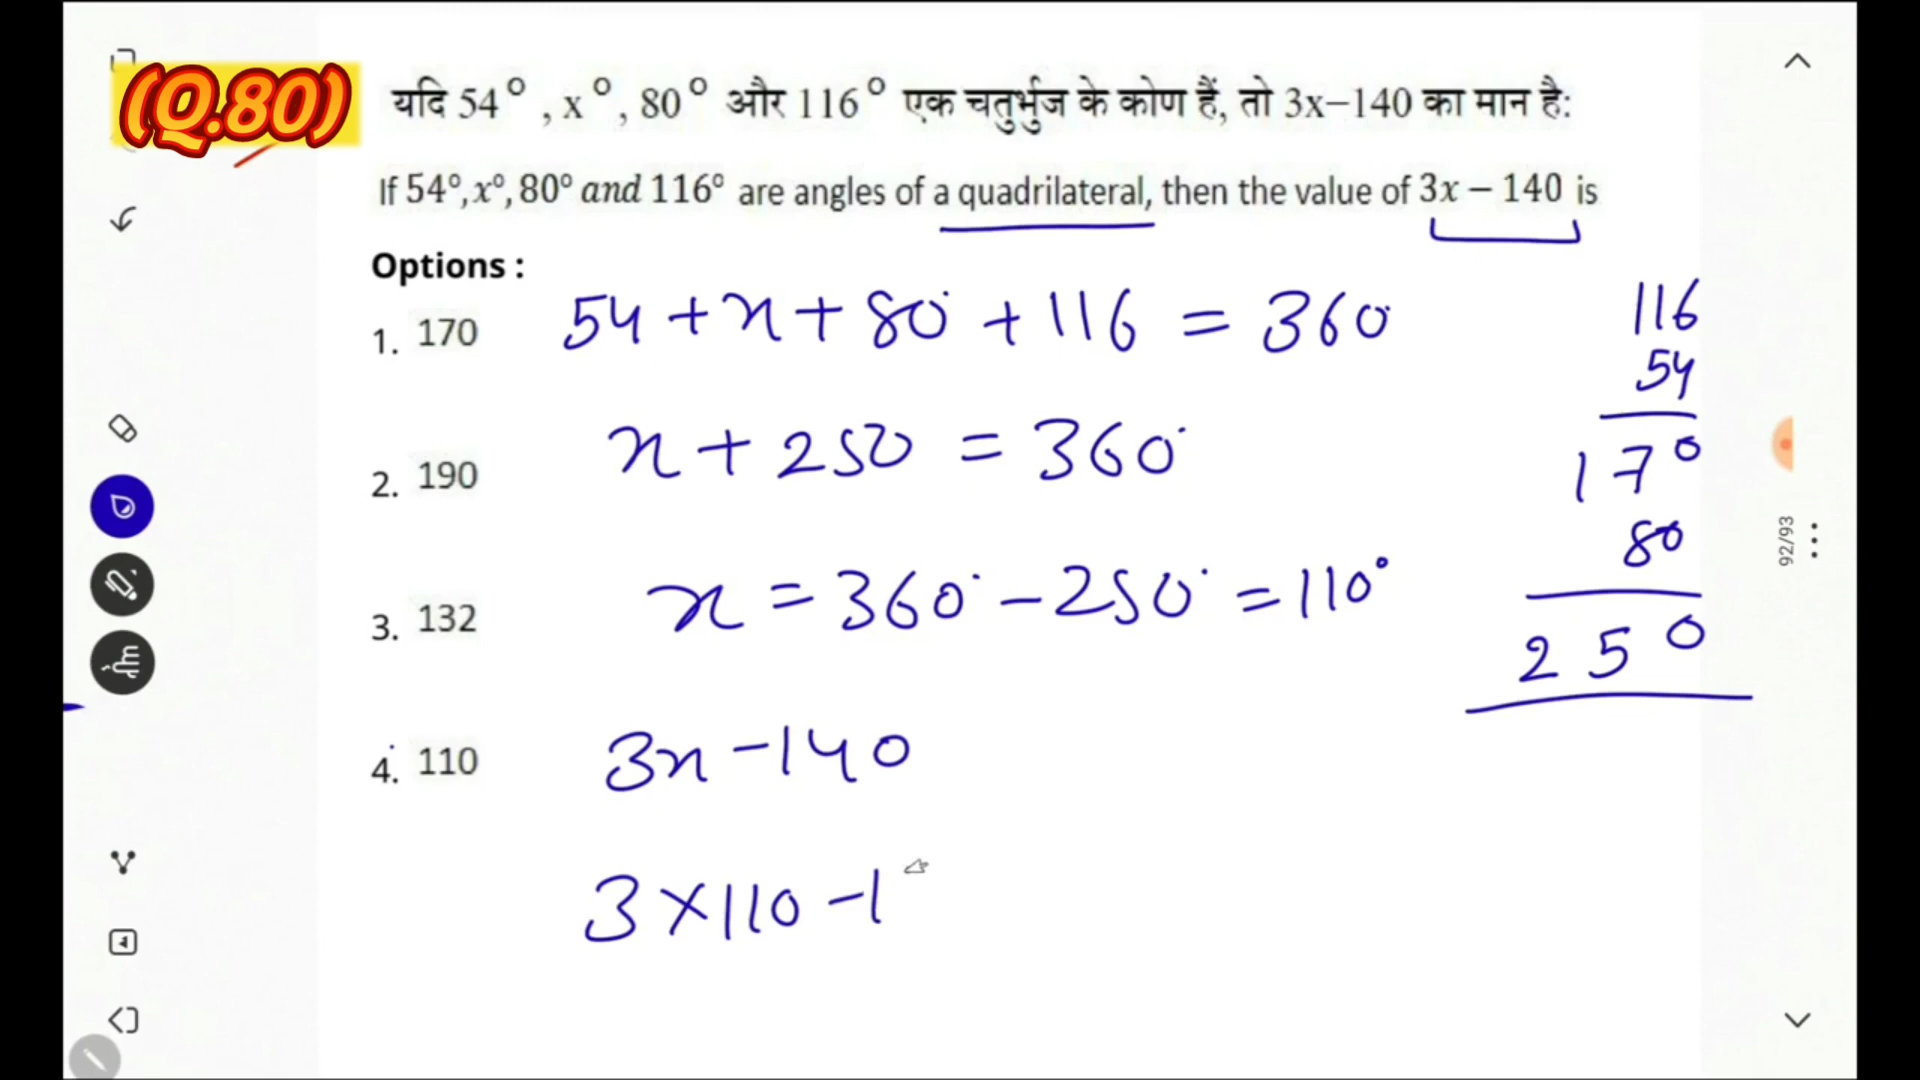 (Q.80)
यदि 54° , x°, 80° और 116° एक चतुर्भुज के कोण हैं, तो 3x−140 का मान है:
If 54°, x°, 80° and 116° are angles of a quadrilateral, then the value of 3x − 140 is
Options :
1. 170
2. 190
3. 132
4. 110
54 + x + 80 + 116 = 360
x + 250 = 360
x = 360 - 250 = 110°
3x - 140
3 × 110 - 1
116
54
170
80
250
92/93